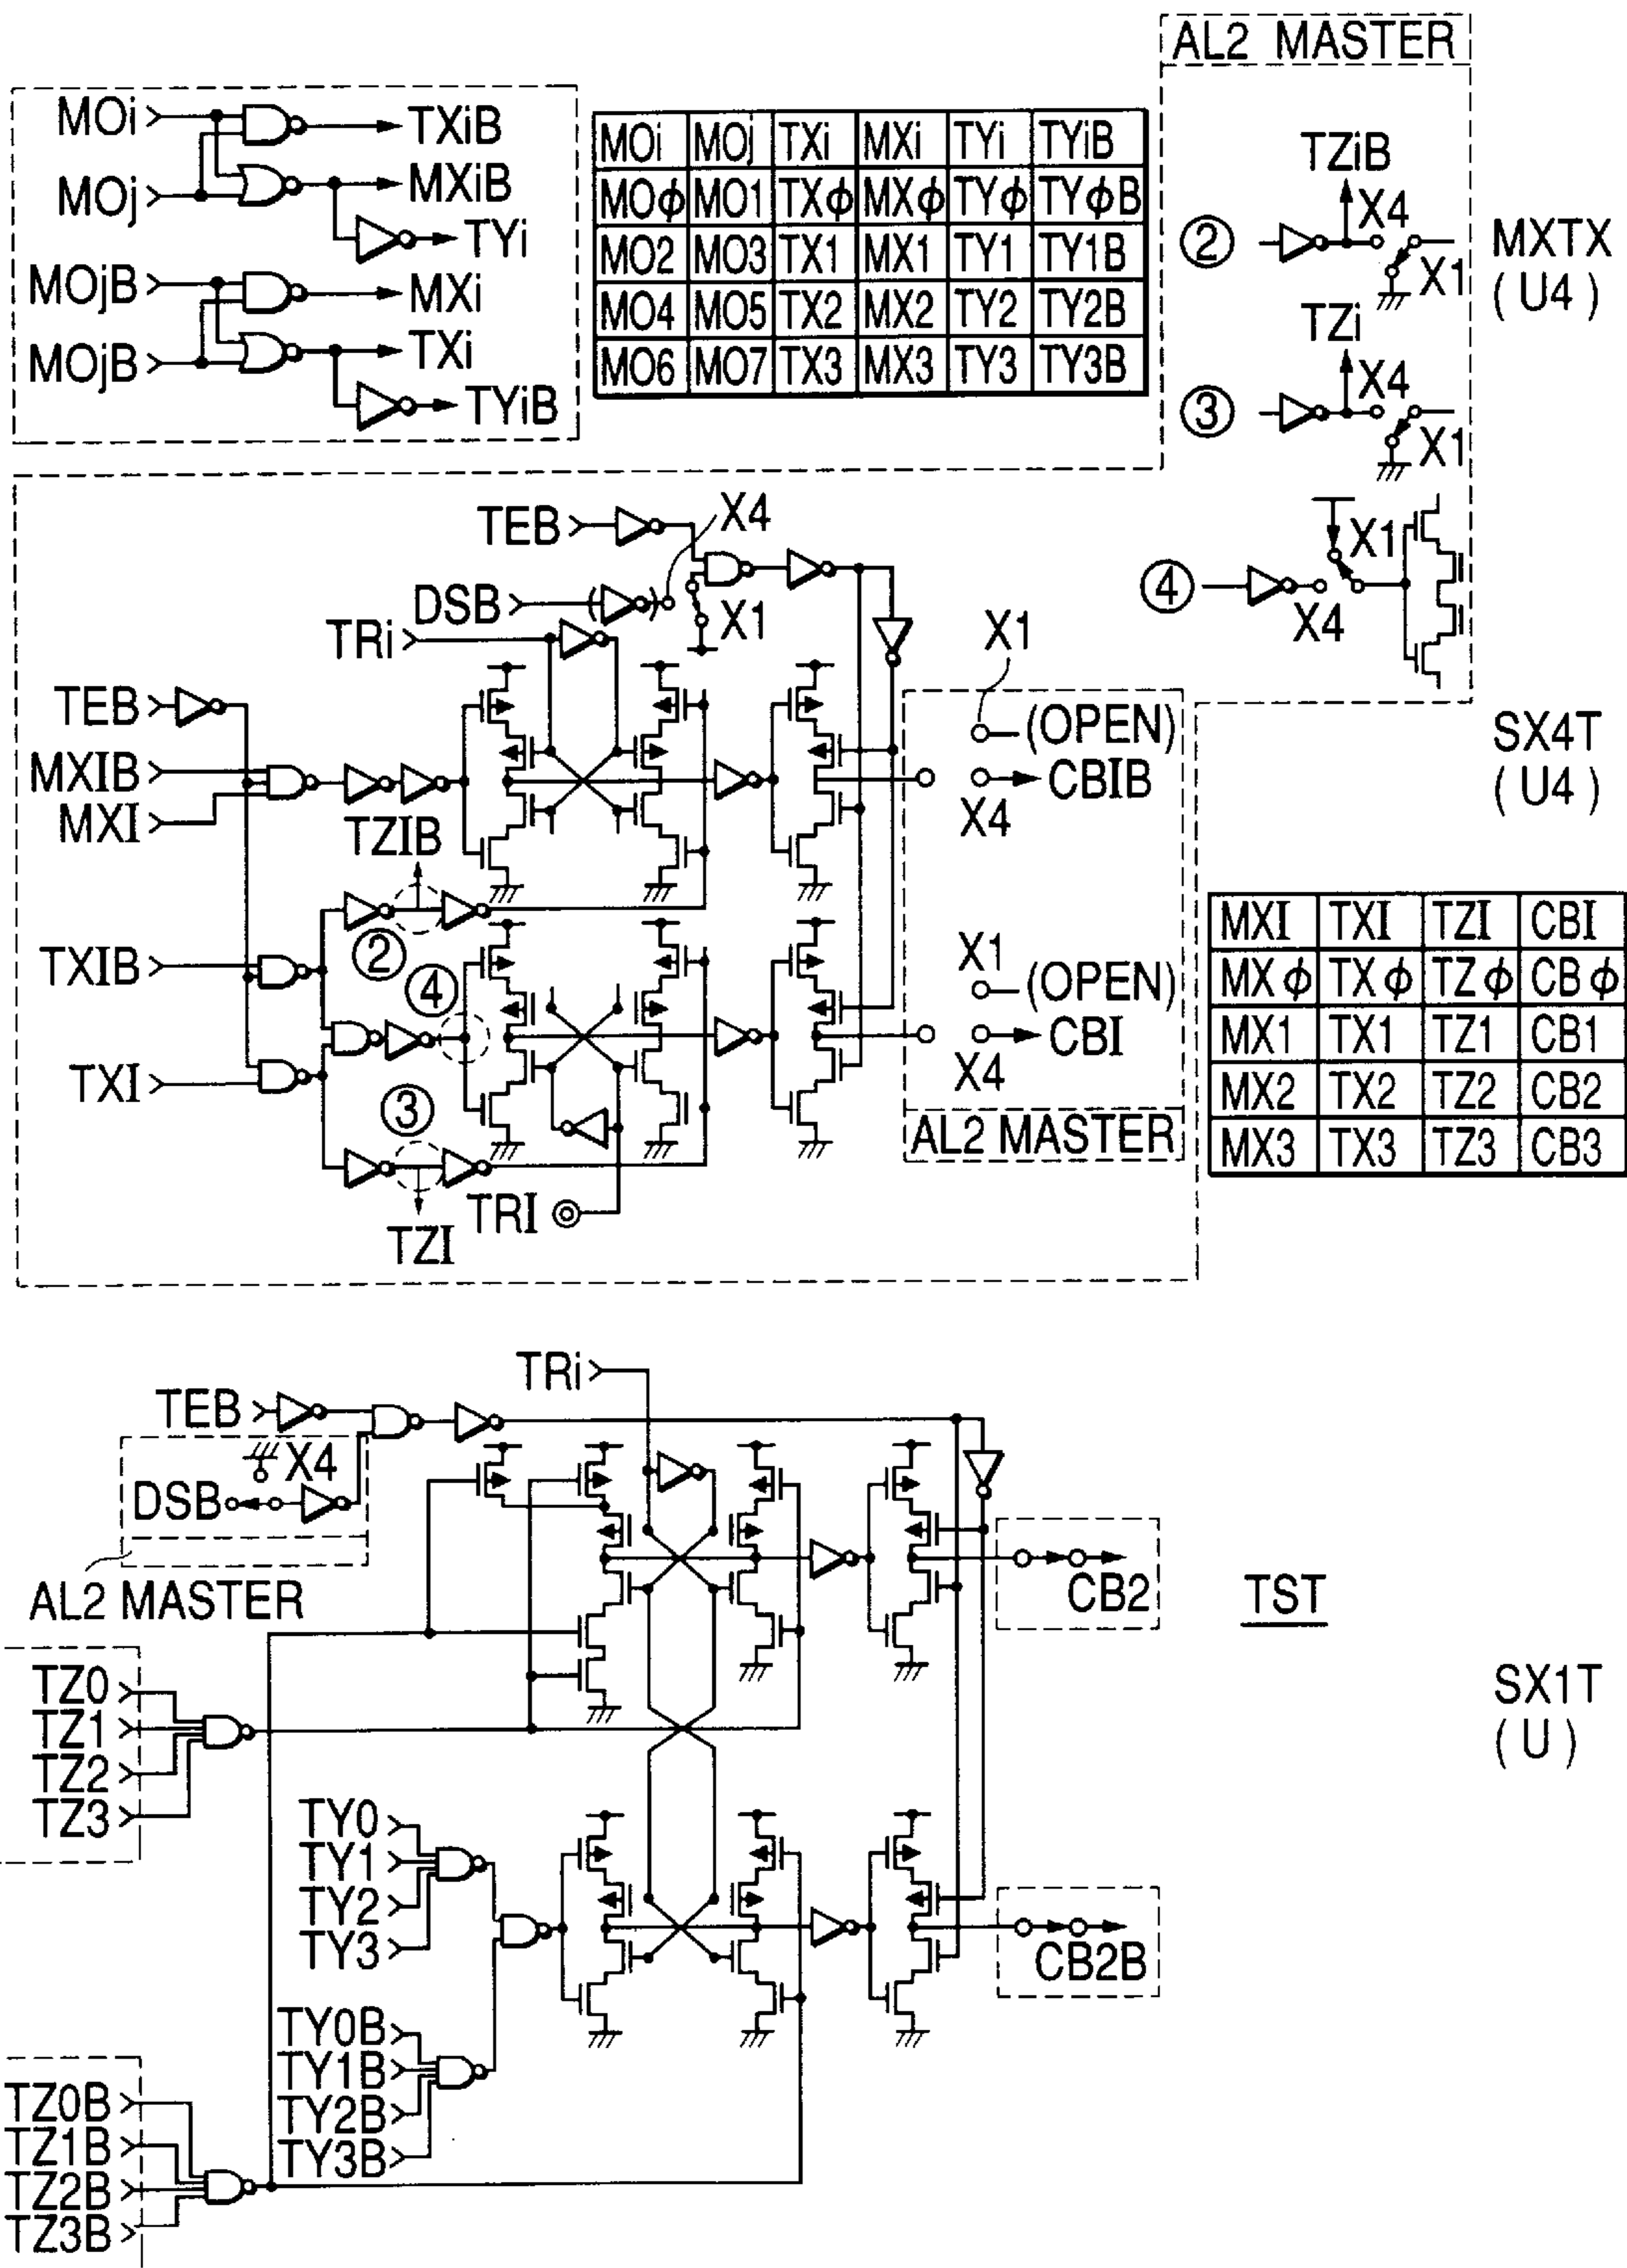 AL2 MASTER
MOi
TXiB
MXiB
MOj
TYi
MOjB
MXi
TXi
MOjB
TYiB
MOi MOj TXi MXi TYi TYiB
MOφ MO1 TXφ MXφ TYφ TYφB
MO2 MO3 TX1 MX1 TY1 TY1B
MO4 MO5 TX2 MX2 TY2 TY2B
MO6 MO7 TX3 MX3 TY3 TY3B
TZiB
② X4
X1
MXTX
(U4)
TZi
③ X4
X1
④ X1
X4
TEB
X4
DSB
X1
TRi
X1
TEB
(OPEN)
MXIB
CBIB
MXI
X4
TZIB
SX4T
(U4)
TXIB
②
④
X1
(OPEN)
CBI
TXI
X4
③
AL2 MASTER
TRI
TZI
MXI TXI TZI CBI
MXφ TXφ TZφ CBφ
MX1 TX1 TZ1 CB1
MX2 TX2 TZ2 CB2
MX3 TX3 TZ3 CB3
TRi
TEB
X4
DSB
AL2 MASTER
CB2
TST
TZ0
TZ1
TZ2
TZ3
SX1T
(U)
TY0
TY1
TY2
TY3
CB2B
TY0B
TY1B
TY2B
TY3B
TZ0B
TZ1B
TZ2B
TZ3B